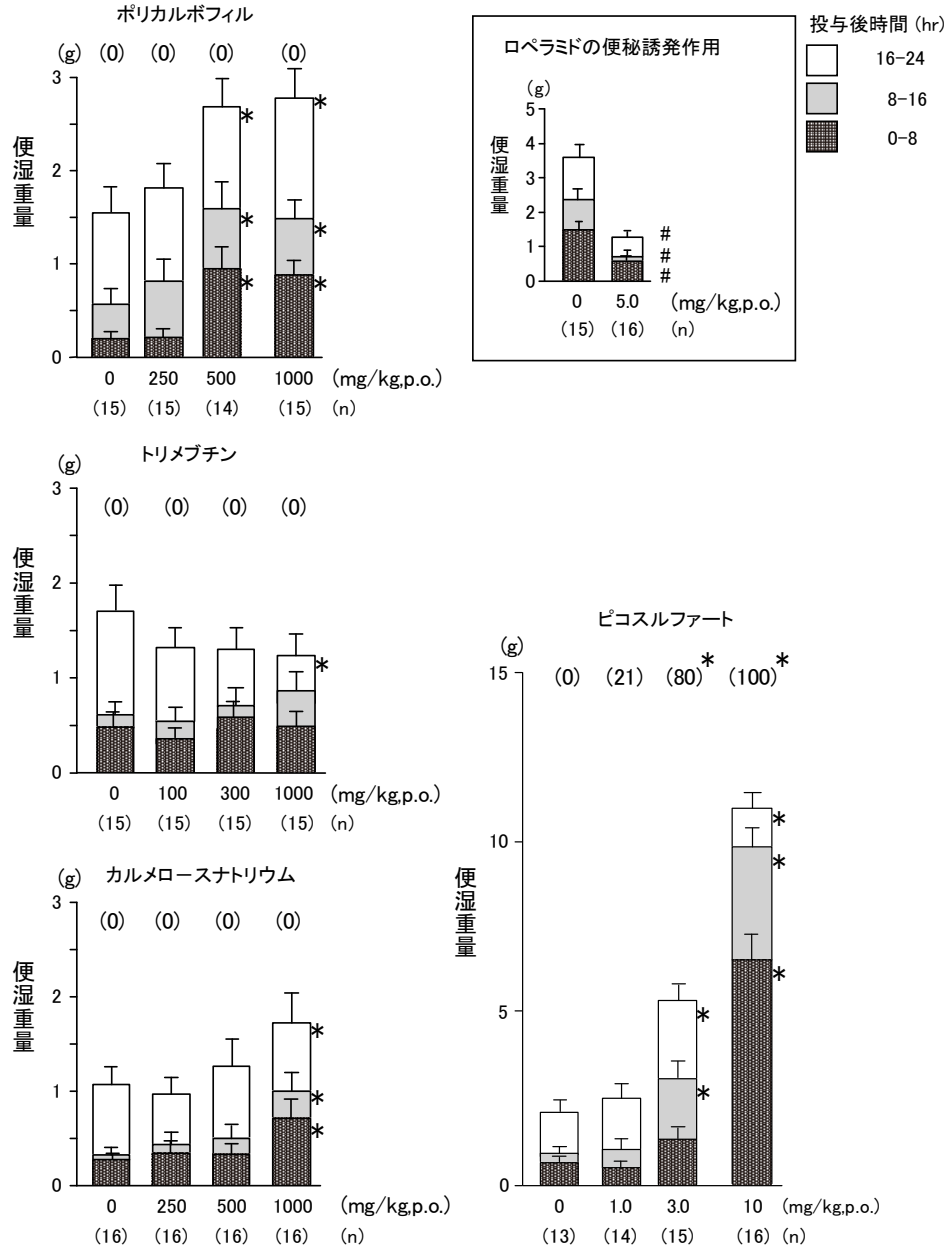 ポリカルボフィル
(g) (0) (0) (0) (0)
3
2
1
0
便湿重量
* *
* *
* *
0 250 500 1000 (mg/kg,p.o.)
(15) (15) (14) (15) (n)
ロペラミドの便秘誘発作用
(g)
5
4
3
2
1
0
便湿重量
#
#
#
0 5.0 (mg/kg,p.o.)
(15) (16) (n)
投与後時間 (hr)
16-24
8-16
0-8
トリメブチン
(g)
3
2
1
0
(0) (0) (0) (0)
便湿重量
*
0 100 300 1000 (mg/kg,p.o.)
(15) (15) (15) (15) (n)
カルメロースナトリウム
(g)
3
2
1
0
(0) (0) (0) (0)
便湿重量
*
*
*
0 250 500 1000 (mg/kg,p.o.)
(16) (16) (16) (16) (n)
ピコスルファート
(g)
15
10
5
0
(0) (21) (80)* (100)*
便湿重量
*
*
*
*
*
0 1.0 3.0 10 (mg/kg,p.o.)
(13) (14) (15) (16) (n)